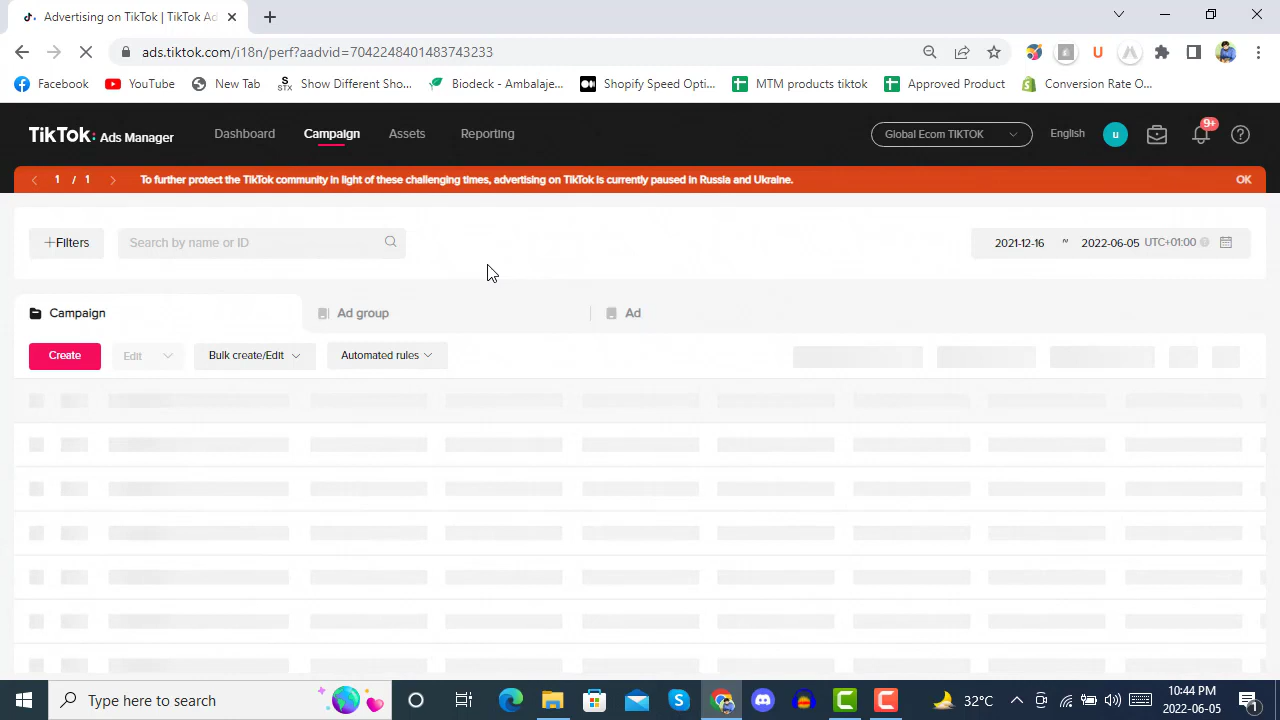 Advertising on TikTok | TikTok Ad
ads.tiktok.com/i18n/perf?aadvid=7042248401483743233
Facebook YouTube New Tab Show Different Sho... Biodeck - Ambalaje... Shopify Speed Opti... MTM products tiktok Approved Product Conversion Rate O...
TikTok: Ads Manager Dashboard Campaign Assets Reporting Global Ecom TIKTOK English u 9+
1 / 1 To further protect the TikTok community in light of these challenging times, advertising on TikTok is currently paused in Russia and Ukraine. OK
+Filters Search by name or ID 2021-12-16 ~ 2022-06-05 UTC+01:00
Campaign Ad group Ad
Create Edit Bulk create/Edit Automated rules
Type here to search 32°C 10:44 PM
2022-06-05 1